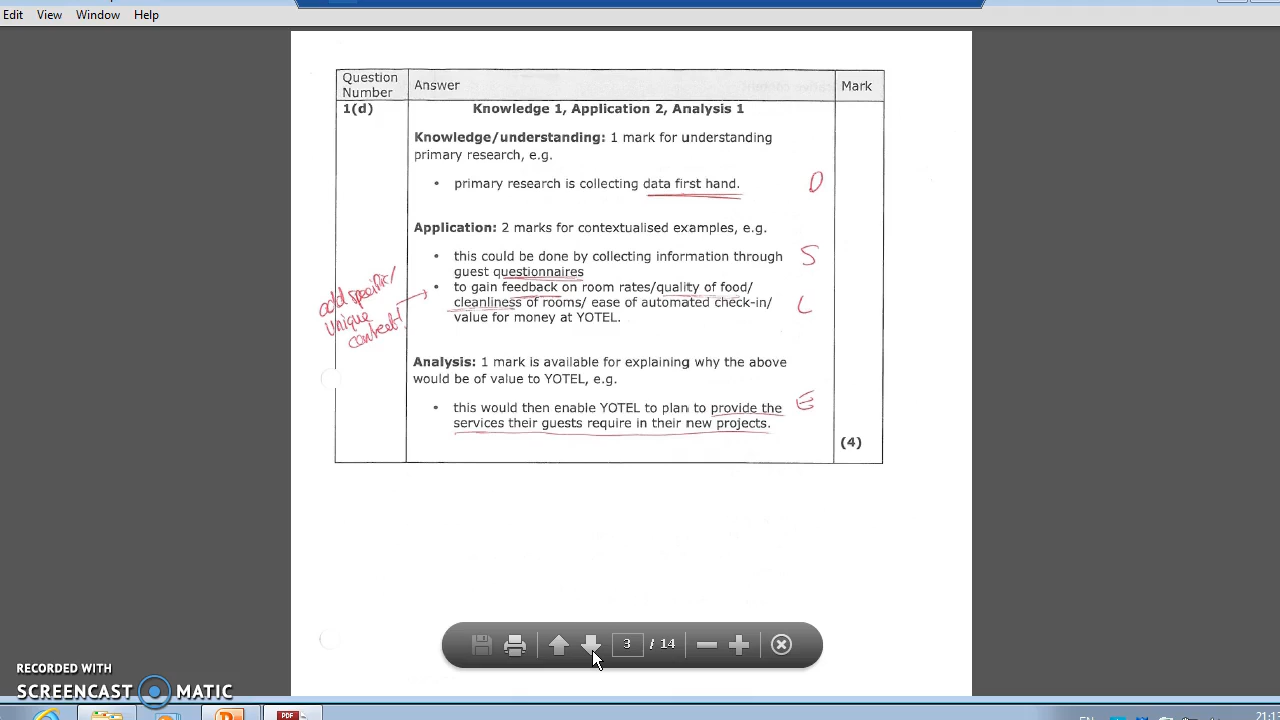 Edit View Window Help
Question Number
Answer
Mark
1(d)
Knowledge 1, Application 2, Analysis 1
Knowledge/understanding: 1 mark for understanding
primary research, e.g.
• primary research is collecting data first hand.
D
Application: 2 marks for contextualised examples, e.g.
• this could be done by collecting information through
guest questionnaires
S
• to gain feedback on room rates/quality of food/
cleanliness of rooms/ ease of automated check-in/
value for money at YOTEL.
L
add specific/
unique
context!
Analysis: 1 mark is available for explaining why the above
would be of value to YOTEL, e.g.
• this would then enable YOTEL to plan to provide the
services their guests require in their new projects.
E
(4)
3 / 14
RECORDED WITH
SCREENCAST MATIC
PDF
EN